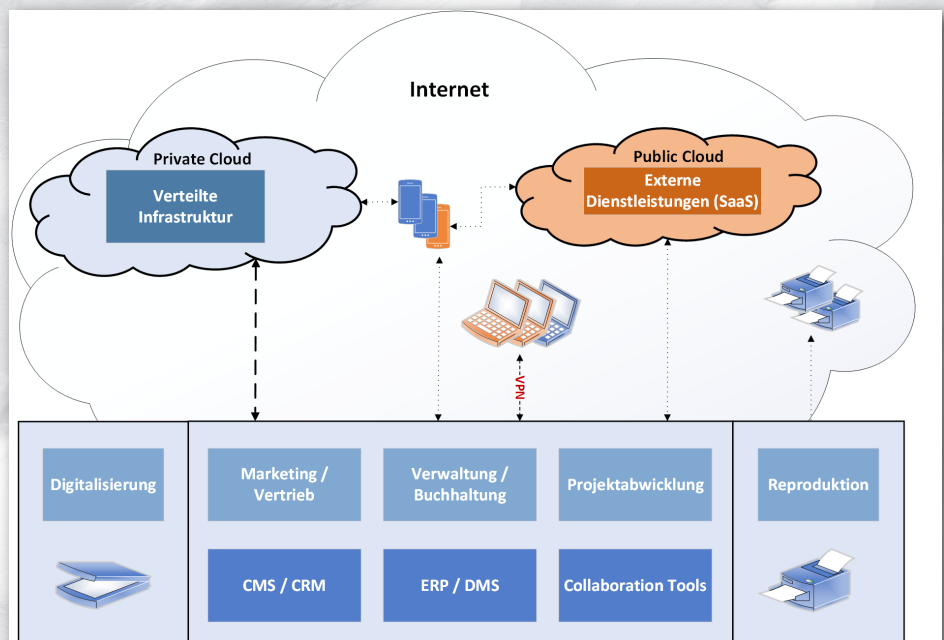 Internet
Private Cloud
Verteilte
Infrastruktur
Public Cloud
Externe
Dienstleistungen (SaaS)
VPN
Digitalisierung
Marketing /
Vertrieb
Verwaltung /
Buchhaltung
Projektabwicklung
Reproduktion
CMS / CRM
ERP / DMS
Collaboration Tools